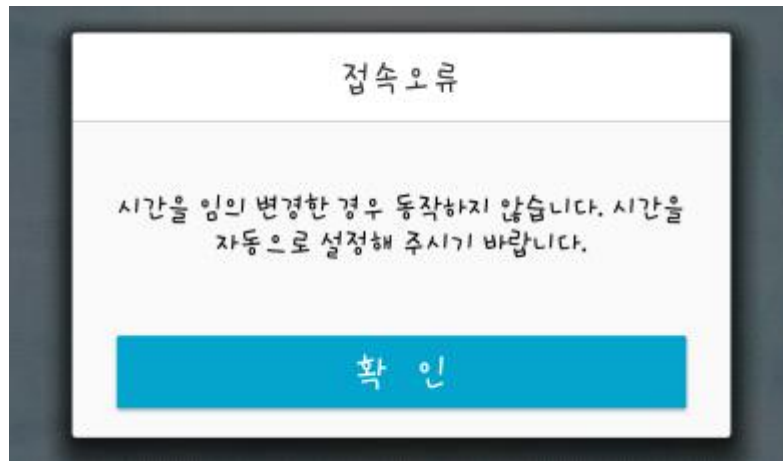 접속오류
시간을 임의 변경한 경우 동작하지 않습니다. 시간을
자동으로 설정해 주시기 바랍니다.
확 인